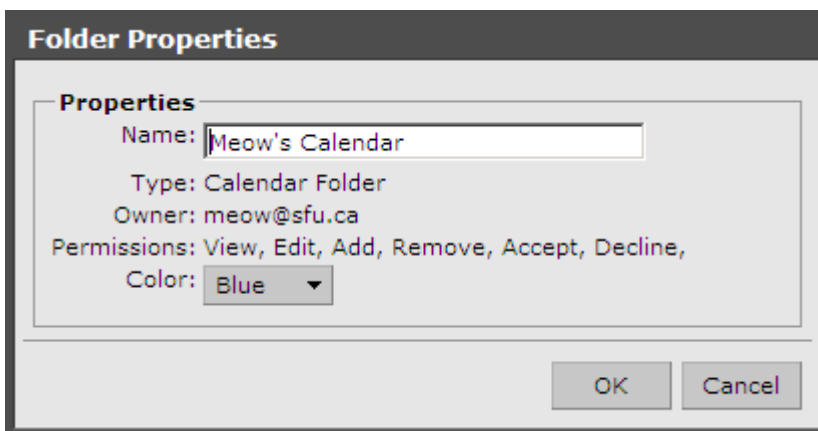 Folder Properties
Properties
Name: Meow's Calendar
Type: Calendar Folder
Owner: meow@sfu.ca
Permissions: View, Edit, Add, Remove, Accept, Decline,
Color: Blue
OK Cancel